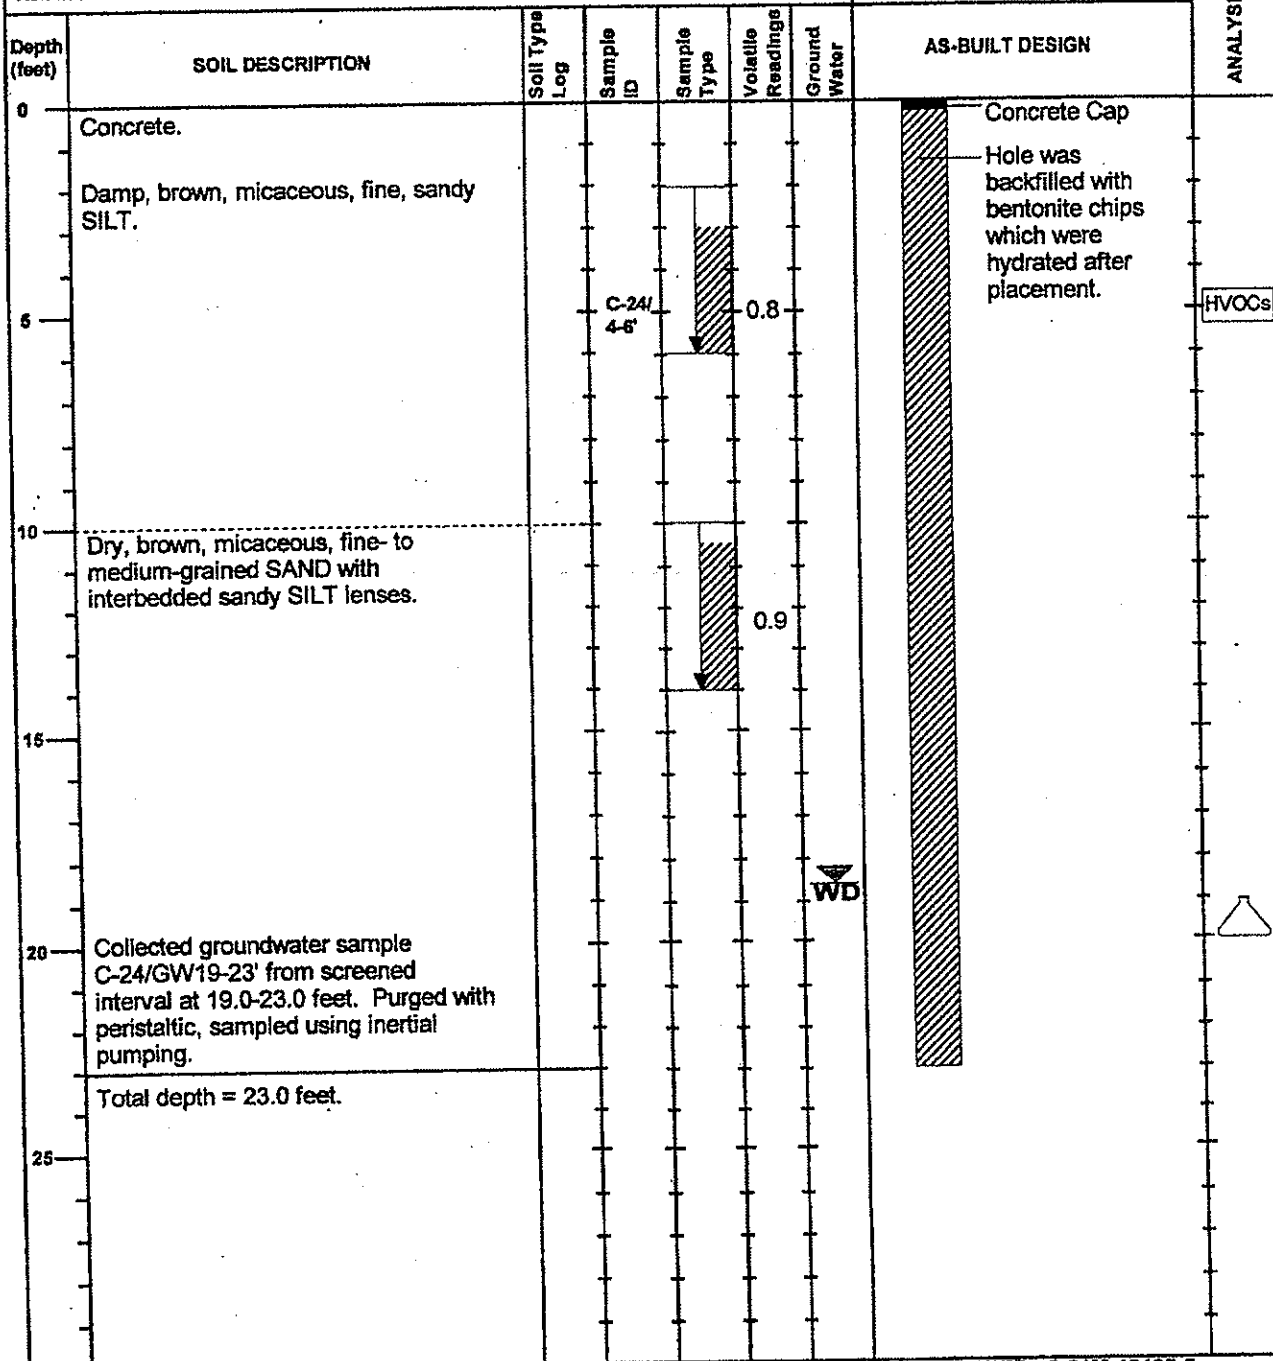 Depth
(feet)
SOIL DESCRIPTION
Soil Type
Log
Sample
ID
Sample
Type
Volatile
Readings
Ground
Water
AS-BUILT DESIGN
0
Concrete.
Concrete Cap
Damp, brown, micaceous, fine, sandy
SILT.
Hole was
backfilled with
bentonite chips
which were
hydrated after
placement.
5
C-24/
4-6'
0.8
HVOCs
10
Dry, brown, micaceous, fine- to
medium-grained SAND with
interbedded sandy SILT lenses.
0.9
15
WD
20
Collected groundwater sample
C-24/GW19-23' from screened
interval at 19.0-23.0 feet. Purged with
peristaltic, sampled using inertial
pumping.
Total depth = 23.0 feet.
25